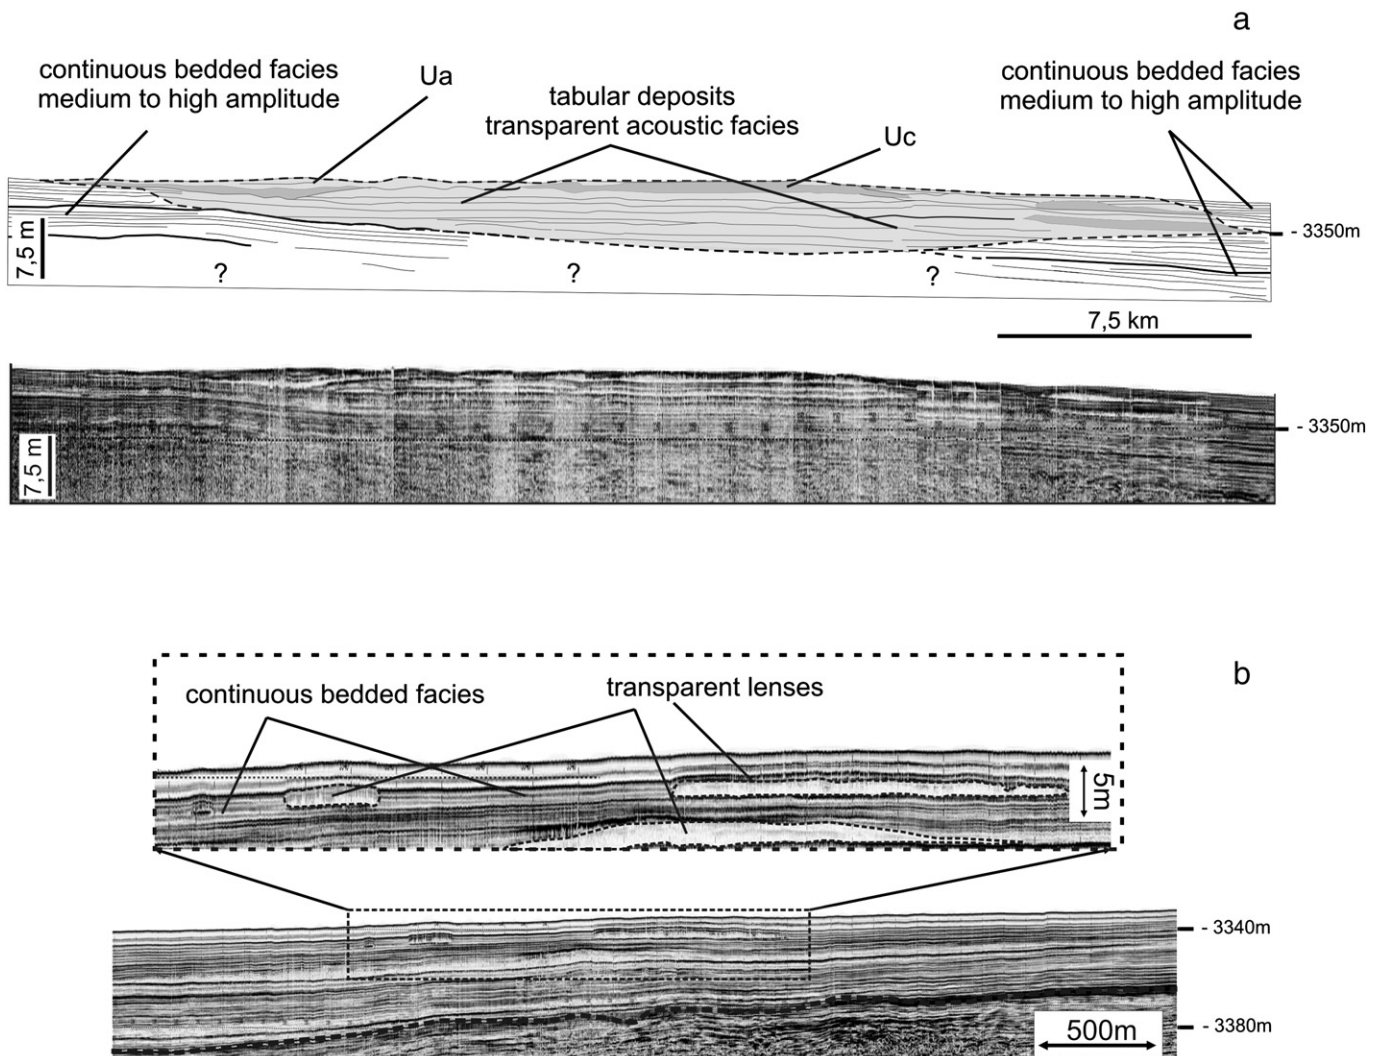 a
continuous bedded facies
medium to high amplitude
Ua
tabular deposits
transparent acoustic facies
Uc
continuous bedded facies
medium to high amplitude
- 3350m
7,5 m
?
?
?
7,5 km
- 3350m
7,5 m
b
continuous bedded facies
transparent lenses
5m
- 3340m
- 3380m
500m